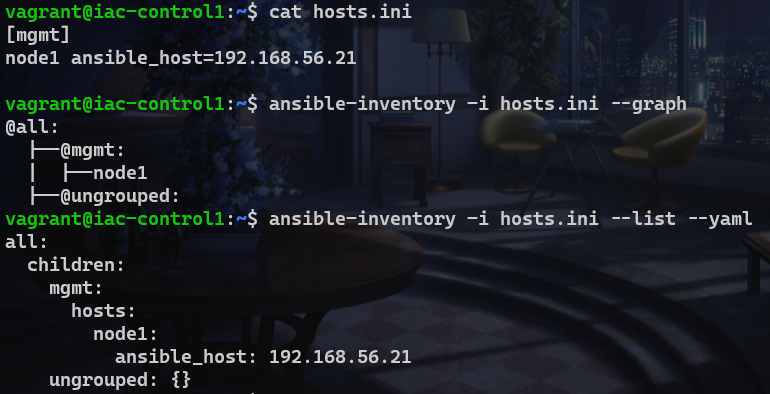 vagrant@iac-control1:~$ cat hosts.ini
[mgmt]
node1 ansible_host=192.168.56.21

vagrant@iac-control1:~$ ansible-inventory -i hosts.ini --graph
@all:
  ├──@mgmt:
  │  ├──node1
  ├──@ungrouped:
vagrant@iac-control1:~$ ansible-inventory -i hosts.ini --list --yaml
all:
  children:
    mgmt:
      hosts:
        node1:
          ansible_host: 192.168.56.21
    ungrouped: {}